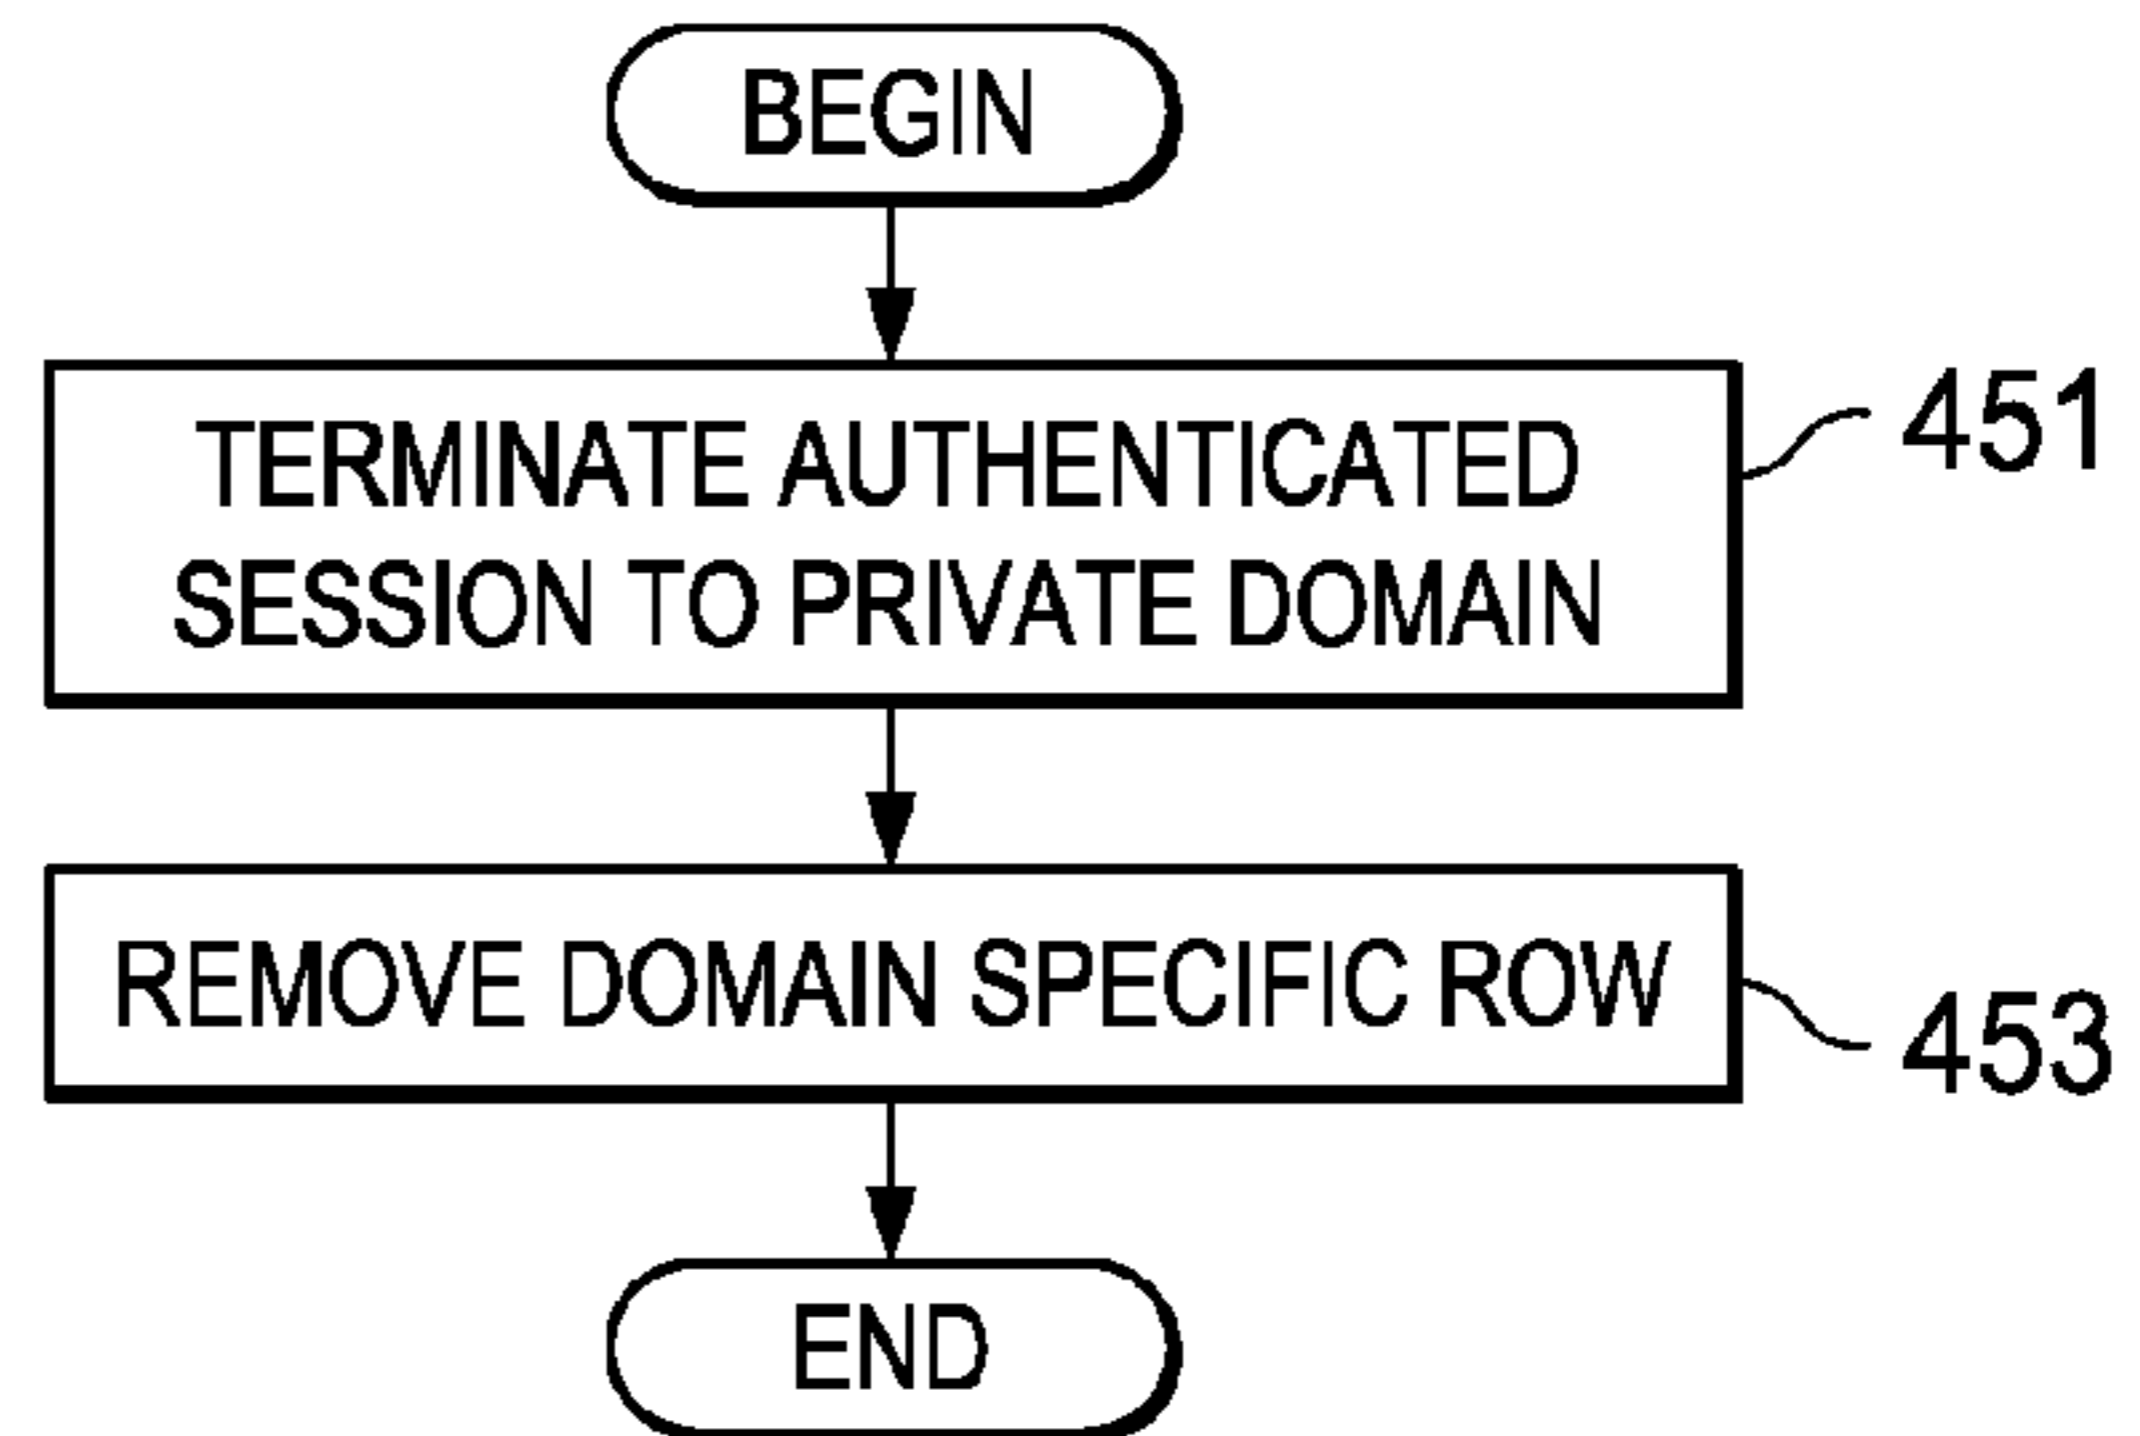 BEGIN
TERMINATE AUTHENTICATED
SESSION TO PRIVATE DOMAIN
451
REMOVE DOMAIN SPECIFIC ROW
453
END